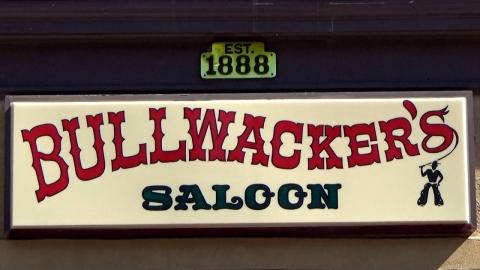 EST.
1888
BULLWACKER'S
SALOON